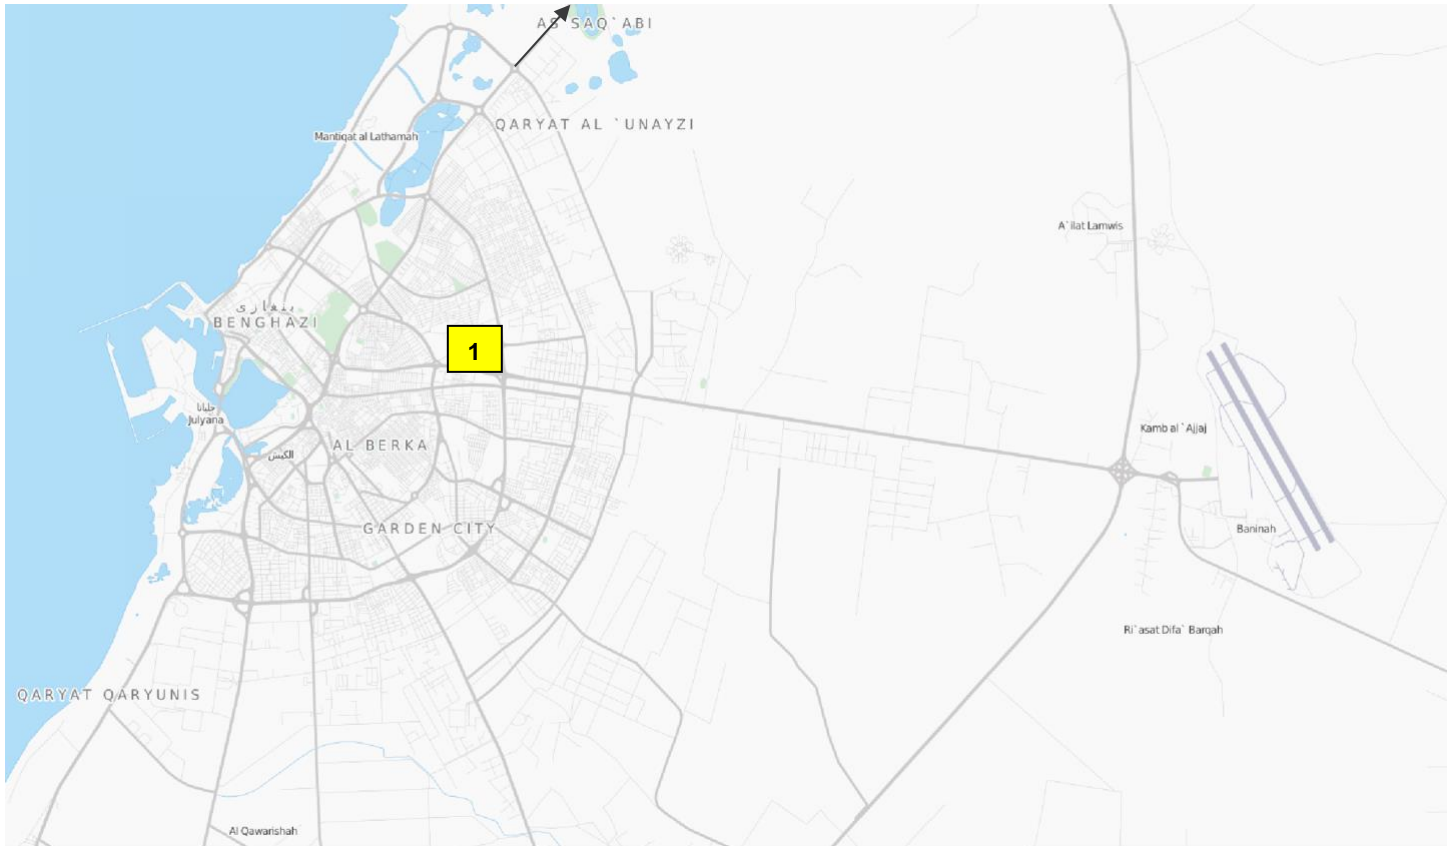 AS SAQ`ABI
QARYAT AL `UNAYZI
Mantiqat al Lathamah
A`ilat Lamwis
بنغازي
BENGHAZI
1
جليانا
Julyana
Kamb al `Ajjaj
AL BERKA
الكيش
GARDEN CITY
Baninah
Ri`asat Difa` Barqah
QARYAT QARYUNIS
Al Qawarishah